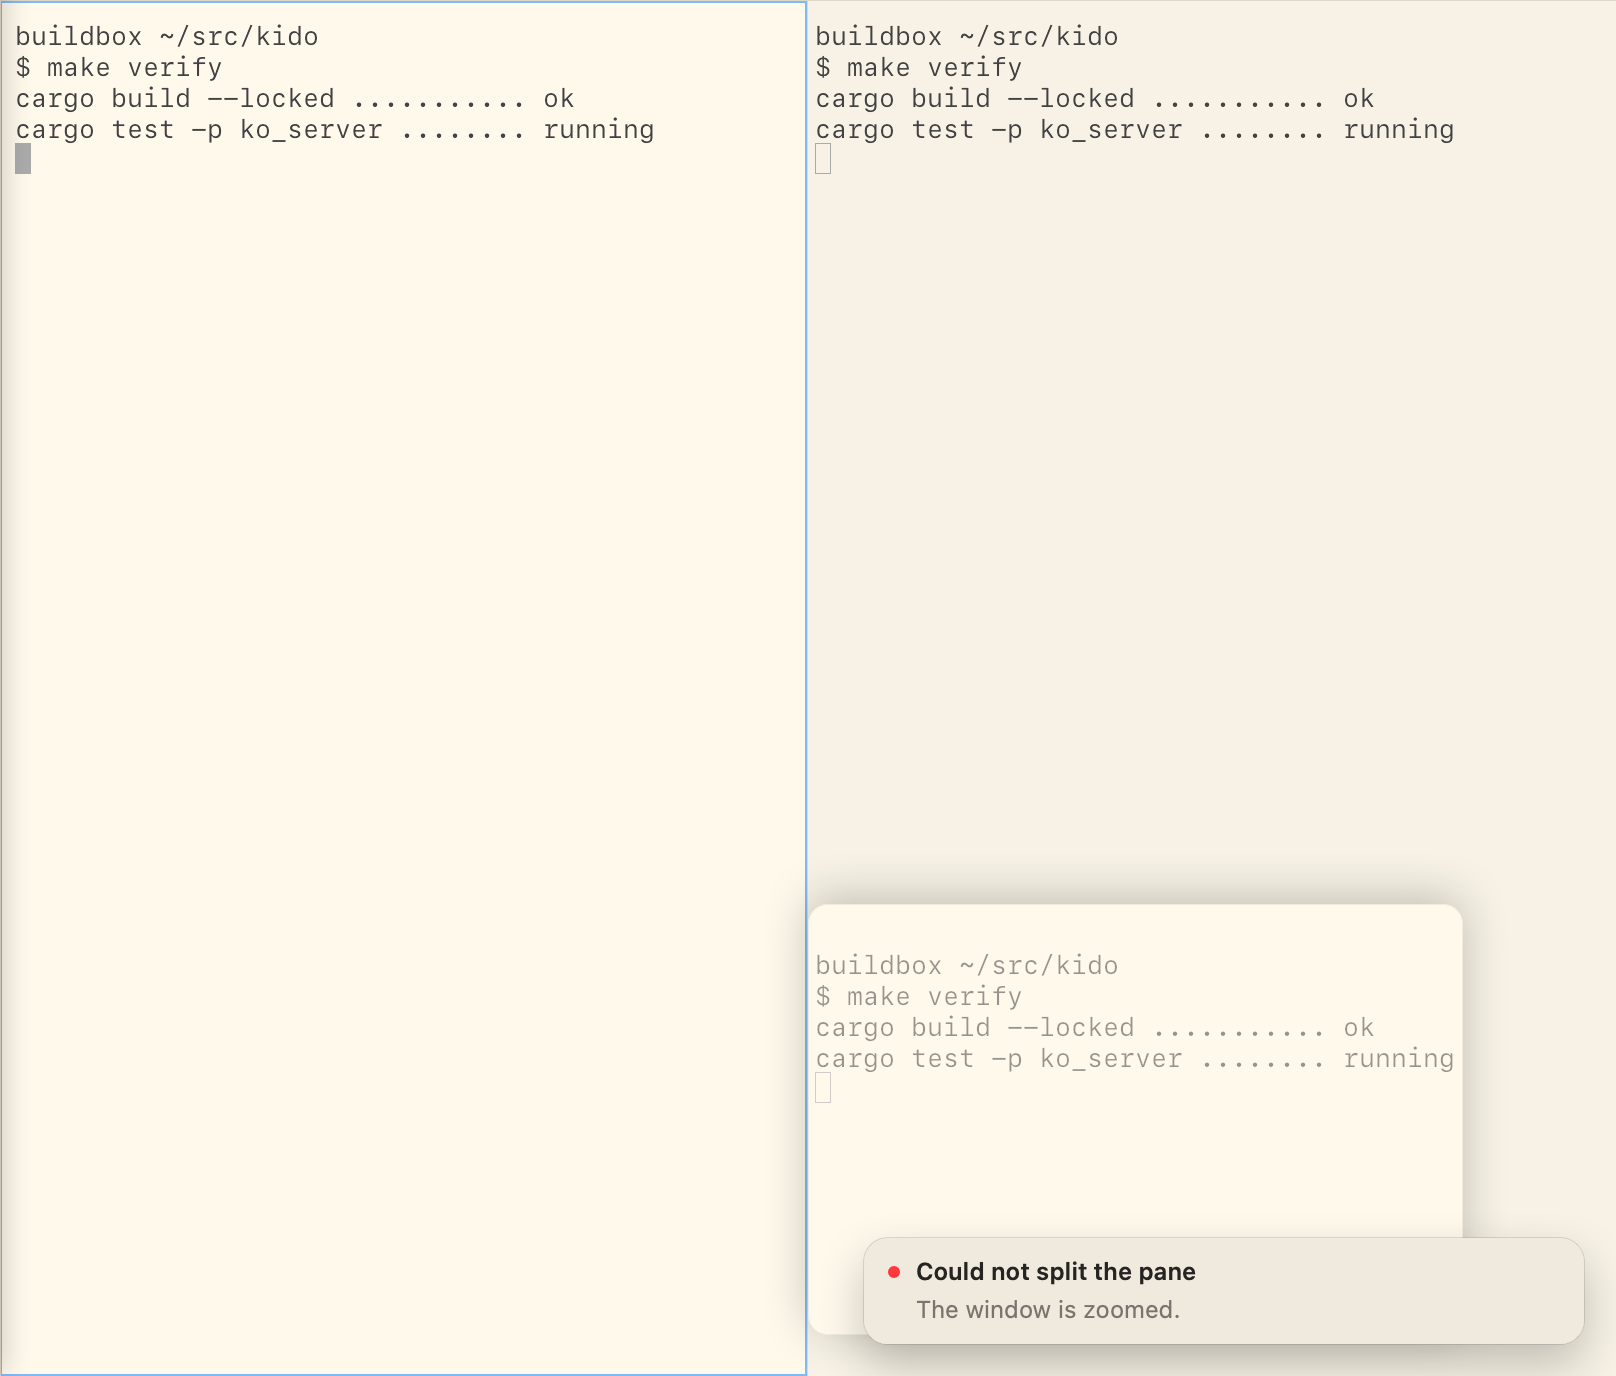 buildbox ~/src/kido
$ make verify
cargo build --locked ........... ok
cargo test -p ko_server ........ running
buildbox ~/src/kido
$ make verify
cargo build --locked ........... ok
cargo test -p ko_server ........ running
buildbox ~/src/kido
$ make verify
cargo build --locked ........... ok
cargo test -p ko_server ........ running
Could not split the pane
The window is zoomed.